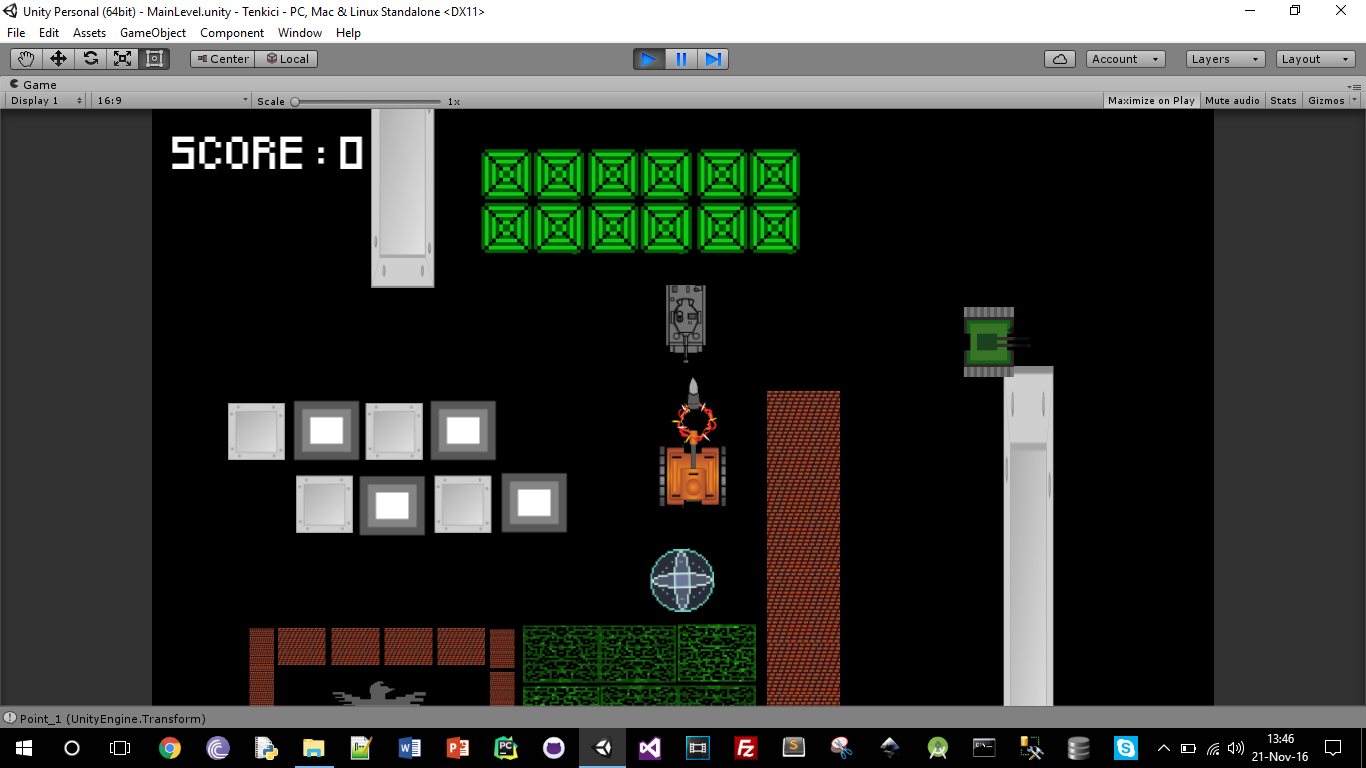 Unity Personal (64bit) - MainLevel.unity - Tenkici - PC, Mac & Linux Standalone <DX11>
File Edit Assets GameObject Component Window Help
Center Local Account Layers Layout
Game
Display 1 16:9 Scale 1x Maximize on Play Mute audio Stats Gizmos
SCORE:0
Point_1 (UnityEngine.Transform)
13:46
21-Nov-16